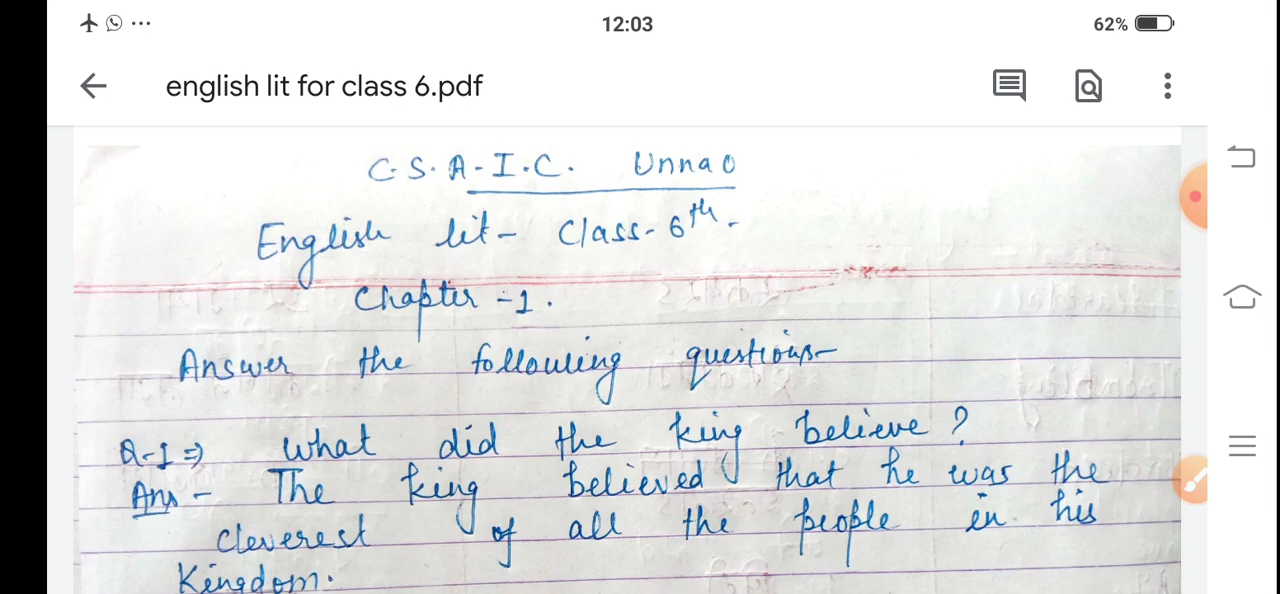 12:03
62%
english lit for class 6.pdf
C.S.A.I.C. Unnao
English lit- Class-6th.
Chapter -1.
Answer the following questions-
Q-1 ⇒ What did the king believe?
Ans - The king believed that he was the
cleverest of all the people in his
Kingdom.